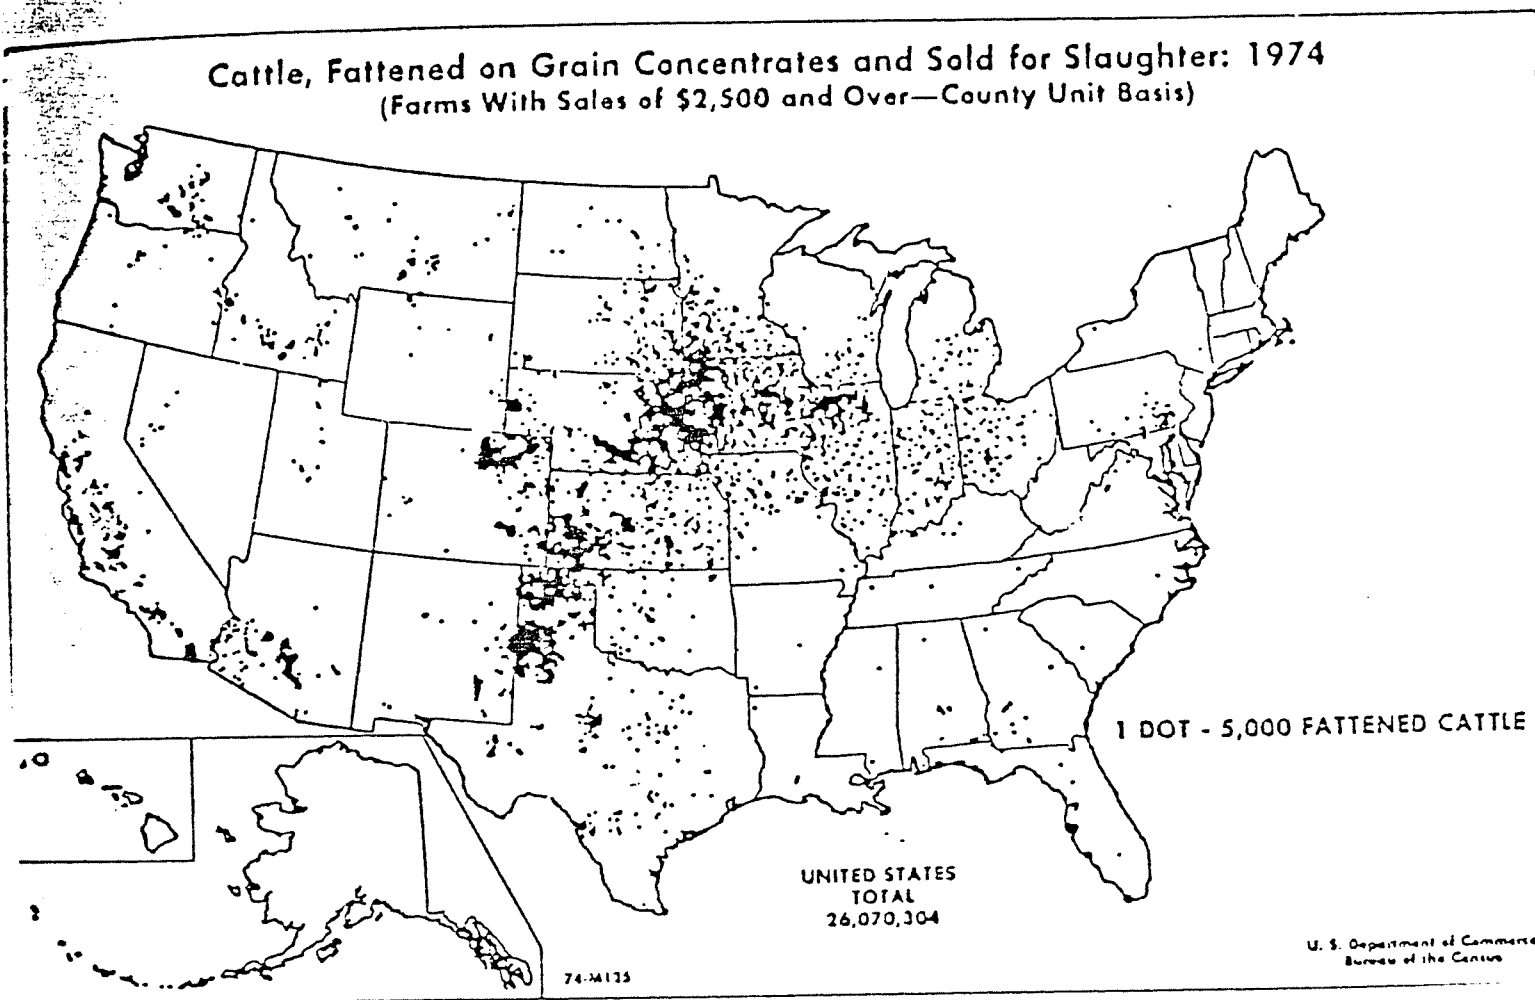 Cattle, Fattened on Grain Concentrates and Sold for Slaughter: 1974
(Farms With Sales of $2,500 and Over—County Unit Basis)
1 DOT - 5,000 FATTENED CATTLE
UNITED STATES
TOTAL
26,070,304
U. S. Department of Commerce
Bureau of the Census
74-M125